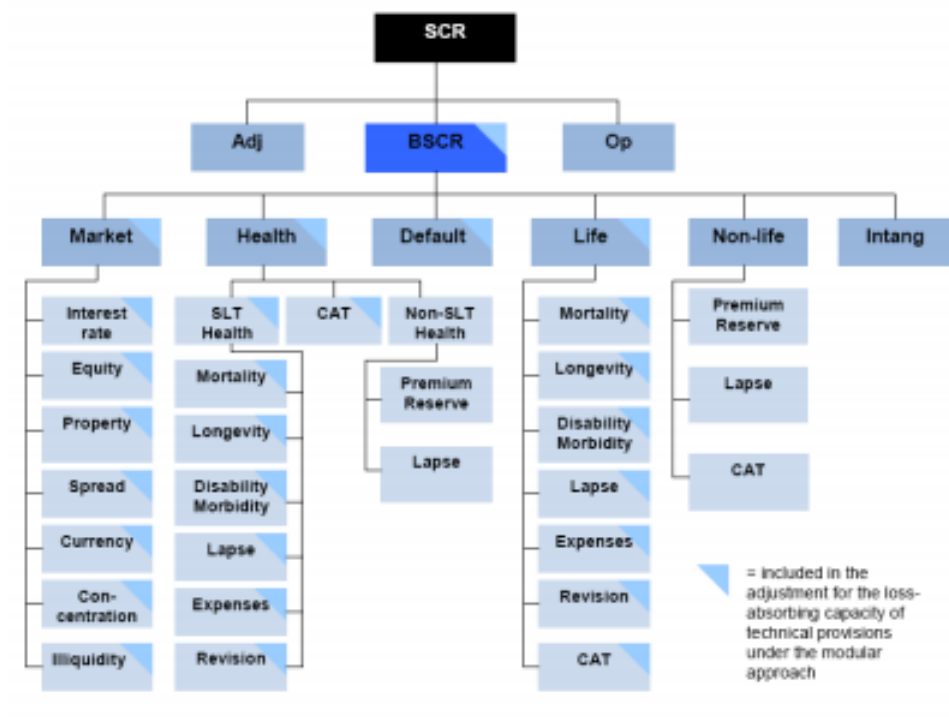 SCR
Adj
BSCR
Op
Market
Health
Default
Life
Non-life
Intang
Interest
rate
Equity
Property
Spread
Currency
Con-
centration
Illiquidity
SLT
Health
CAT
Non-SLT
Health
Mortality
Longevity
Disability
Morbidity
Lapse
Expenses
Revision
Premium
Reserve
Lapse
Mortality
Longevity
Disability
Morbidity
Lapse
Expenses
Revision
CAT
Premium
Reserve
Lapse
CAT
= included in the
adjustment for the loss-
absorbing capacity of
technical provisions
under the modular
approach